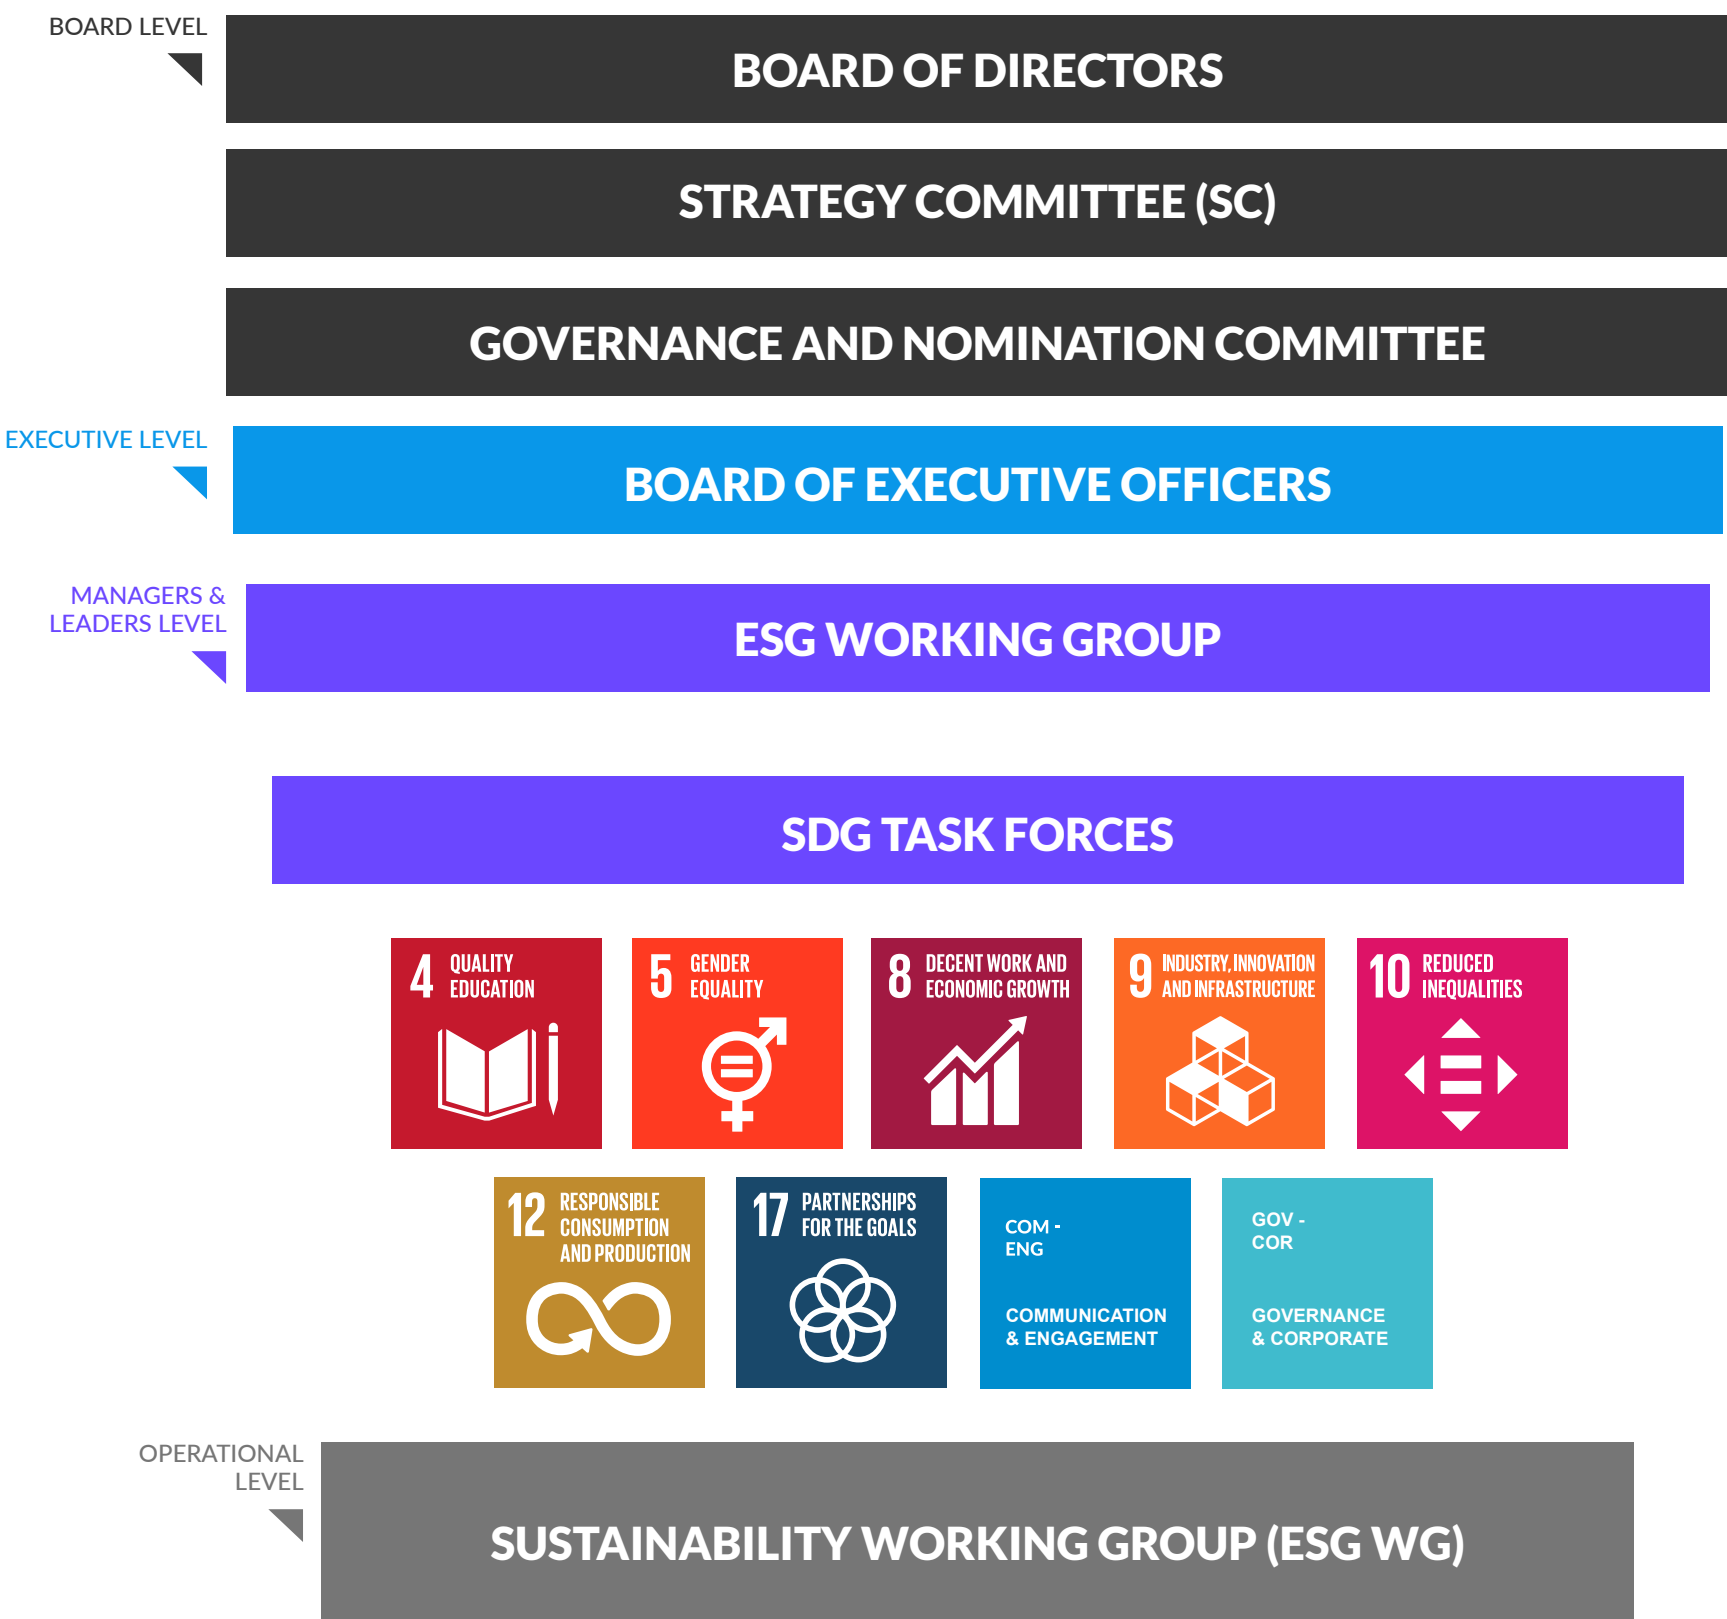 BOARD LEVEL
BOARD OF DIRECTORS
STRATEGY COMMITTEE (SC)
GOVERNANCE AND NOMINATION COMMITTEE
EXECUTIVE LEVEL
BOARD OF EXECUTIVE OFFICERS
MANAGERS &
LEADERS LEVEL
ESG WORKING GROUP
SDG TASK FORCES
4 QUALITY
EDUCATION
5 GENDER
EQUALITY
8 DECENT WORK AND
ECONOMIC GROWTH
9 INDUSTRY, INNOVATION
AND INFRASTRUCTURE
10 REDUCED
INEQUALITIES
12 RESPONSIBLE
CONSUMPTION
AND PRODUCTION
17 PARTNERSHIPS
FOR THE GOALS
COM -
ENG
COMMUNICATION
& ENGAGEMENT
GOV -
COR
GOVERNANCE
& CORPORATE
OPERATIONAL
LEVEL
SUSTAINABILITY WORKING GROUP (ESG WG)